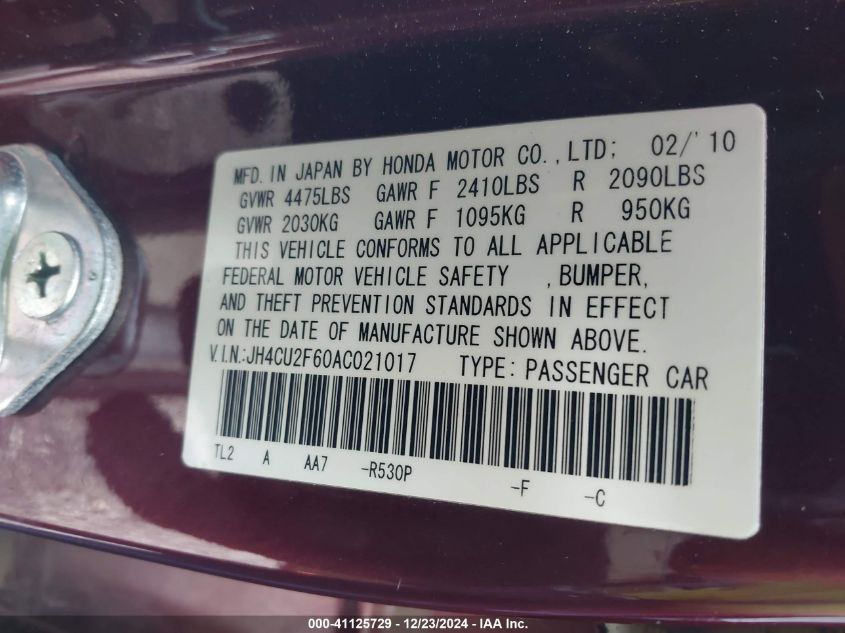 MFD. IN JAPAN BY HONDA MOTOR CO.,LTD; 02/'10
GVWR 4475LBS GAWR F 2410LBS R 2090LBS
GVWR 2030KG GAWR F 1095KG R 950KG
THIS VEHICLE CONFORMS TO ALL APPLICABLE
FEDERAL MOTOR VEHICLE SAFETY , BUMPER,
AND THEFT PREVENTION STANDARDS IN EFFECT
ON THE DATE OF MANUFACTURE SHOWN ABOVE.
V.I.N.:JH4CU2F60AC021017 TYPE: PASSENGER CAR
TL2 A AA7 -R530P -F -C
000-41125729 - 12/23/2024 - IAA Inc.